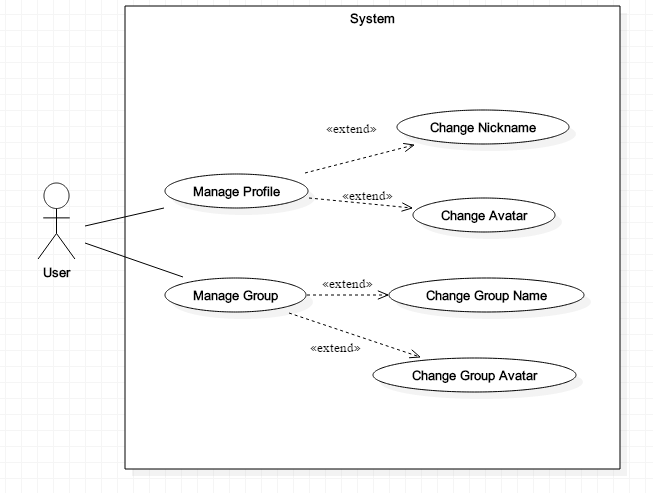 System
«extend»
Change Nickname
Manage Profile
«extend»
Change Avatar
User
Manage Group
«extend»
Change Group Name
«extend»
Change Group Avatar